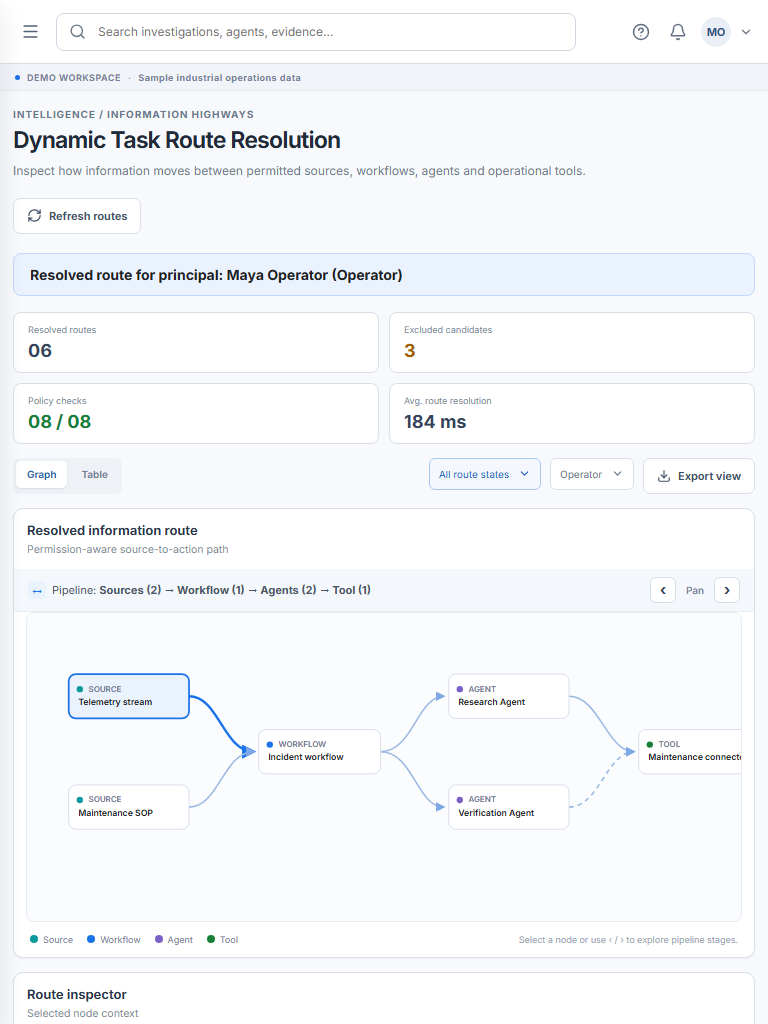 Search investigations, agents, evidence...
MO
DEMO WORKSPACE · Sample industrial operations data
INTELLIGENCE / INFORMATION HIGHWAYS
Dynamic Task Route Resolution
Inspect how information moves between permitted sources, workflows, agents and operational tools.
Refresh routes
Resolved route for principal: Maya Operator (Operator)
Resolved routes
06
Excluded candidates
3
Policy checks
08 / 08
Avg. route resolution
184 ms
Graph
Table
All route states
Operator
Export view
Resolved information route
Permission-aware source-to-action path
↔ Pipeline: Sources (2) → Workflow (1) → Agents (2) → Tool (1)
‹ Pan ›
SOURCE
Telemetry stream
AGENT
Research Agent
WORKFLOW
Incident workflow
TOOL
Maintenance connecto
SOURCE
Maintenance SOP
AGENT
Verification Agent
Source
Workflow
Agent
Tool
Select a node or use ‹ / › to explore pipeline stages.
Route inspector
Selected node context